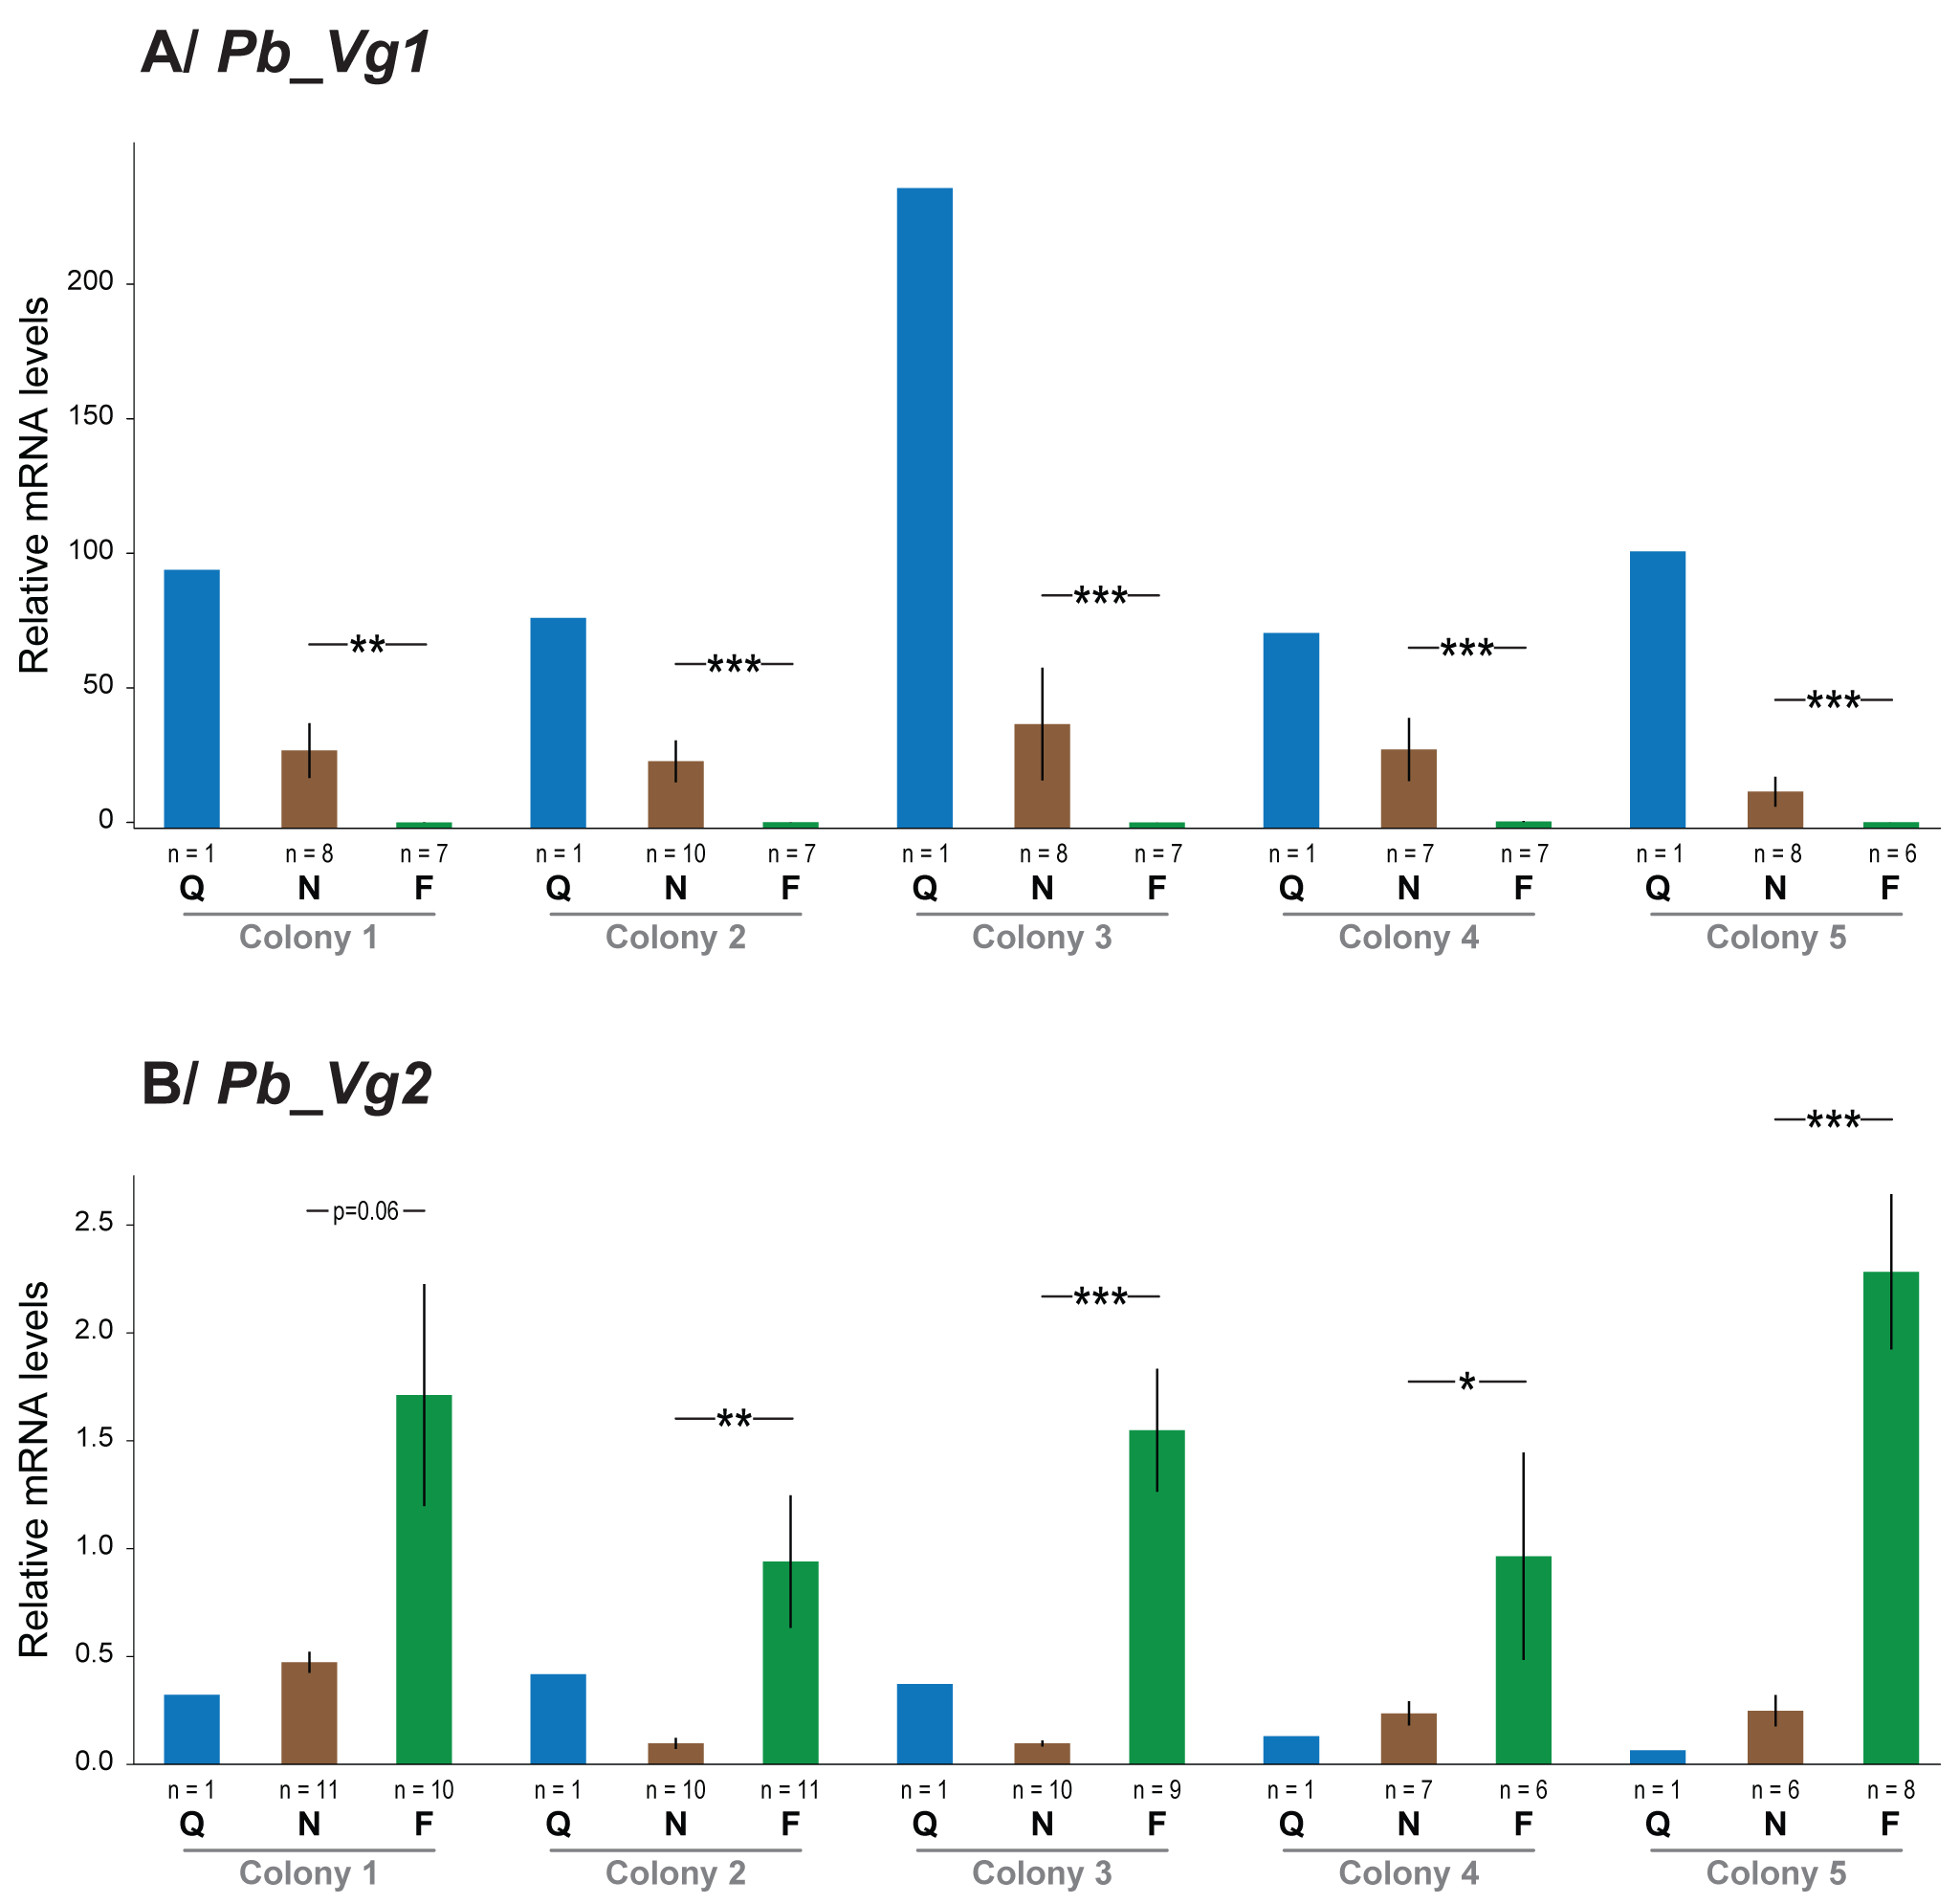 A/ Pb_Vg1
Relative mRNA levels
200
150
100
50
0
***
**
***
***
***
n = 1 n = 8 n = 7 n = 1 n = 10 n = 7 n = 1 n = 8 n = 7 n = 1 n = 7 n = 7 n = 1 n = 8 n = 6
Q N F Q N F Q N F Q N F Q N F
Colony 1 Colony 2 Colony 3 Colony 4 Colony 5
B/ Pb_Vg2
Relative mRNA levels
***
p=0.06
2.5
***
2.0
*
**
1.5
1.0
0.5
0.0
n = 1 n = 11 n = 10 n = 1 n = 10 n = 11 n = 1 n = 10 n = 9 n = 1 n = 7 n = 6 n = 1 n = 6 n = 8
Q N F Q N F Q N F Q N F Q N F
Colony 1 Colony 2 Colony 3 Colony 4 Colony 5